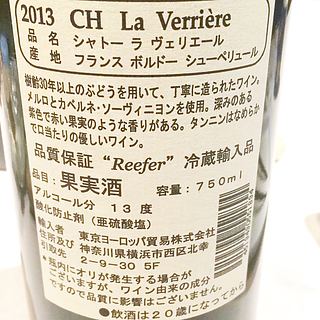 2013 CH La Verrière
品名 シャトー ラ ヴェリエール
産地 フランス ボルドー シューペリュール
樹齢30年以上のぶどうを用いて、丁寧に造られたワイン。
メルロとカベルネ・ソーヴィニヨンを使用。深みのある
紫色で赤い果実のような香りがある。タンニンはなめらか
で口当たりの優しいワイン。
品質保証 “Reefer” 冷蔵輸入品
品目：果実酒 容量：750ml
アルコール分 13度
酸化防止剤（亜硫酸塩）
輸入者 東京ヨーロッパ貿易株式会社
住所及び 神奈川県横浜市西区北幸
引取先 2-9-30 5F
*瓶内にオリが発生する場合が
ございますが、ワイン由来の成分
ですので品質に影響はございません。
●飲酒は20歳になってから